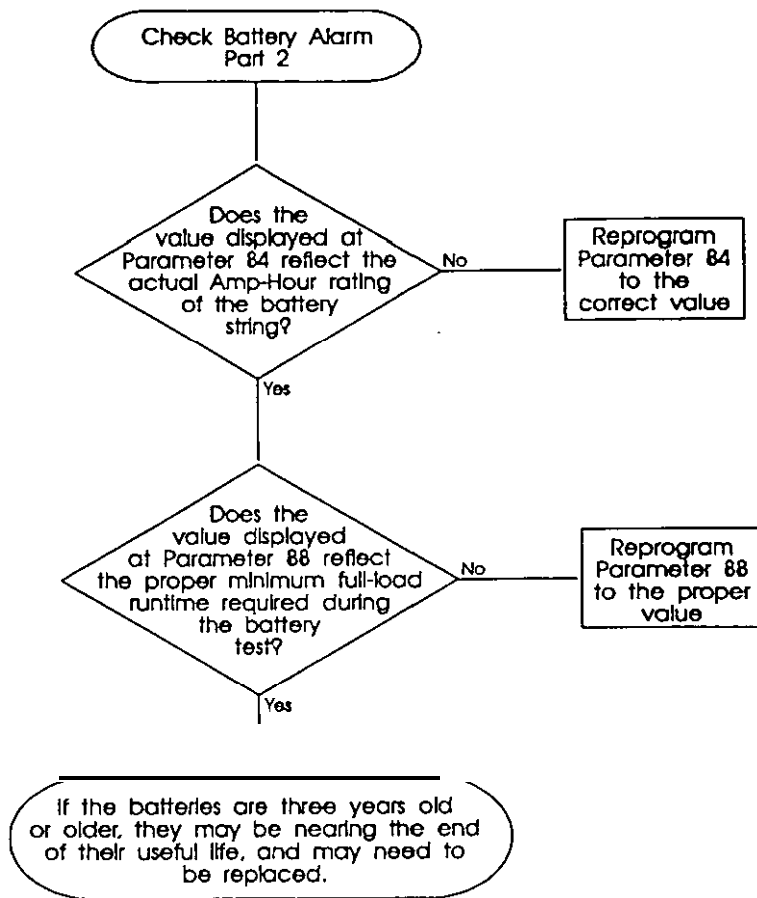 Check Battery Alarm
Part 2
Does the
value displayed at
Parameter 84 reflect the
actual Amp-Hour rating
of the battery
string?
No
Reprogram
Parameter 84
to the
correct value
Yes
Does the
value displayed
at Parameter 88 reflect
the proper minimum full-load
runtime required during
the battery
test?
No
Reprogram
Parameter 88
to the proper
value
Yes
If the batteries are three years old
or older, they may be nearing the end
of their useful life, and may need to
be replaced.